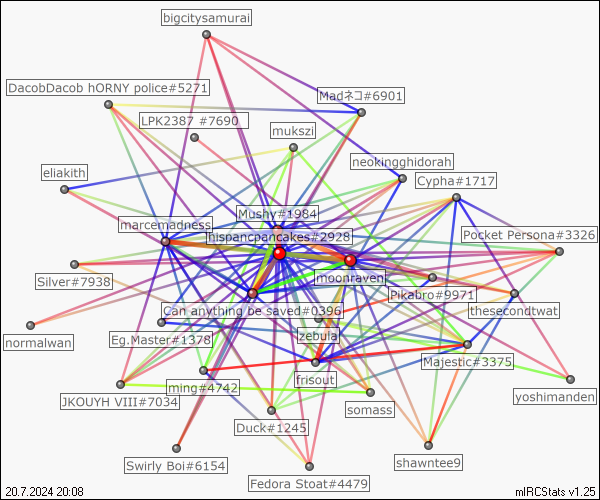 bigcitysamurai
DacobDacob hORNY police#5271
Madネコ#6901
LPK2387 #7690
mukszi
neokingghidorah
eliakith
Cypha#1717
Mushy#1984
marcemadness
hispancpancakes#2928
Pocket Persona#3326
moonraven
Silver#7938
Pikabro#9971
Can anything be saved#0396
thesecondtwat
zebula
normalwan
Eg.Master#1378
Majestic#3375
frisout
ming#4742
yoshimanden
JKOUYH VIII#7034
somass
Duck#1245
shawntee9
Swirly Boi#6154
Fedora Stoat#4479
20.7.2024 20:08
mIRCStats v1.25